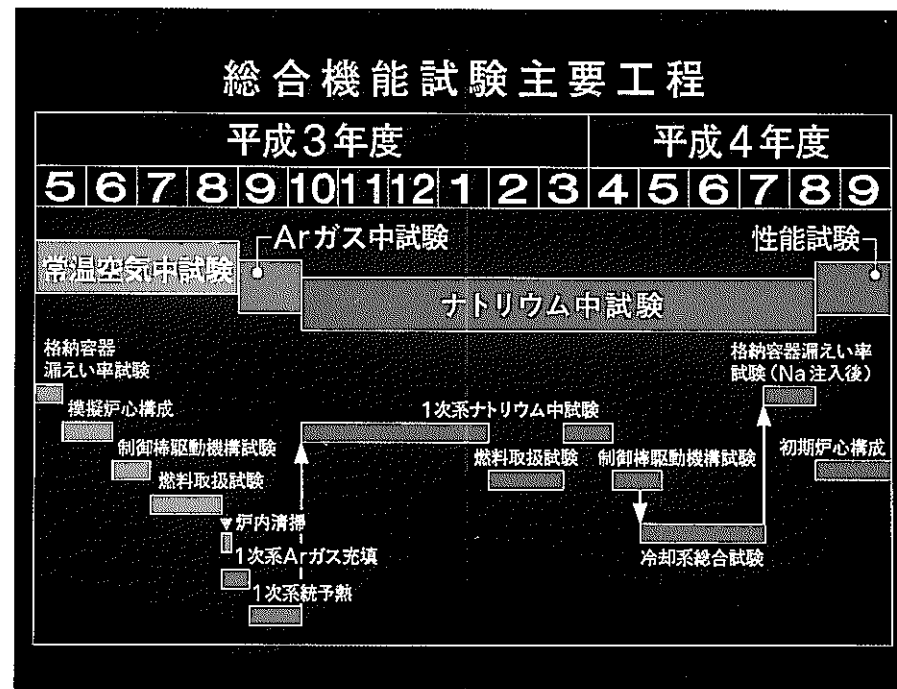 総合機能試験主要工程
平成3年度
平成4年度
5 6 7 8 9 10 11 12 1 2 3 4 5 6 7 8 9
Arガス中試験
性能試験
常温空気中試験
ナトリウム中試験
格納容器
漏えい率試験
格納容器漏えい率
試験(Na注入後)
模擬炉心構成
1次系ナトリウム中試験
制御棒駆動機構試験
燃料取扱試験
制御棒駆動機構試験
初期炉心構成
燃料取扱試験
▼炉内清掃
1次系Arガス充填
冷却系総合試験
1次系統予熱